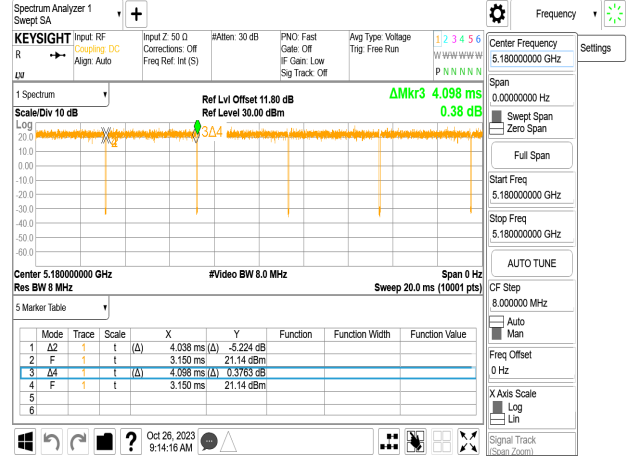 Spectrum Analyzer 1
Swept SA
Frequency
KEYSIGHT
R
Input: RF
Coupling: DC
Align: Auto
Input Z: 50 Ω
Corrections: Off
Freq Ref: Int (S)
#Atten: 30 dB
PNO: Fast
Gate: Off
IF Gain: Low
Sig Track: Off
Avg Type: Voltage
Trig: Free Run
1 2 3 4 5 6
W W W W W W
P N N N N N
1 Spectrum
Scale/Div 10 dB
Ref Lvl Offset 11.80 dB
Ref Level 30.00 dBm
ΔMkr3 4.098 ms
0.38 dB
Log
20.0
10.0
0.00
-10.0
-20.0
-30.0
-40.0
-50.0
-60.0
3Δ4
Center 5.180000000 GHz
Res BW 8 MHz
#Video BW 8.0 MHz
Span 0 Hz
Sweep 20.0 ms (10001 pts)
5 Marker Table
Mode Trace Scale X Y Function Function Width Function Value
1 Δ2 1 t (Δ) 4.038 ms (Δ) -5.224 dB
2 F 1 t 3.150 ms 21.14 dBm
3 Δ4 1 t (Δ) 4.098 ms (Δ) 0.3763 dB
4 F 1 t 3.150 ms 21.14 dBm
5
6
Oct 26, 2023
9:14:16 AM
Center Frequency
5.180000000 GHz
Settings
Span
0.00000000 Hz
Swept Span
Zero Span
Full Span
Start Freq
5.180000000 GHz
Stop Freq
5.180000000 GHz
AUTO TUNE
CF Step
8.000000 MHz
Auto
Man
Freq Offset
0 Hz
X Axis Scale
Log
Lin
Signal Track
(Span Zoom)